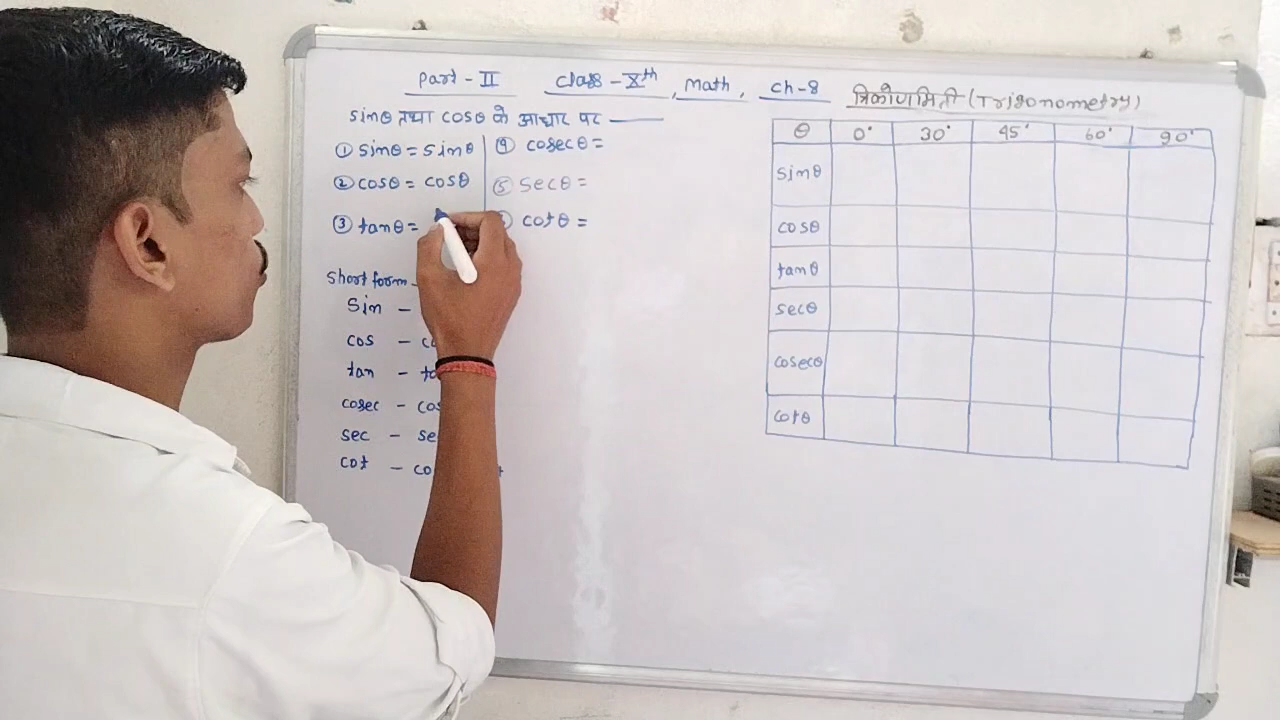 Part - II Class - Xth, Math, Ch-8 त्रिकोणमिती (Trigonometry)
sinθ तथा cosθ के आधार पर
① sinθ = sinθ
② cosθ = cosθ
③ tanθ =
④ cosecθ =
⑤ secθ =
cotθ =
Short form -
Sin -
cos -
tan -
cosec -
sec -
cot -
θ 0° 30° 45° 60° 90°
sinθ
cosθ
tanθ
secθ
cosecθ
cotθ